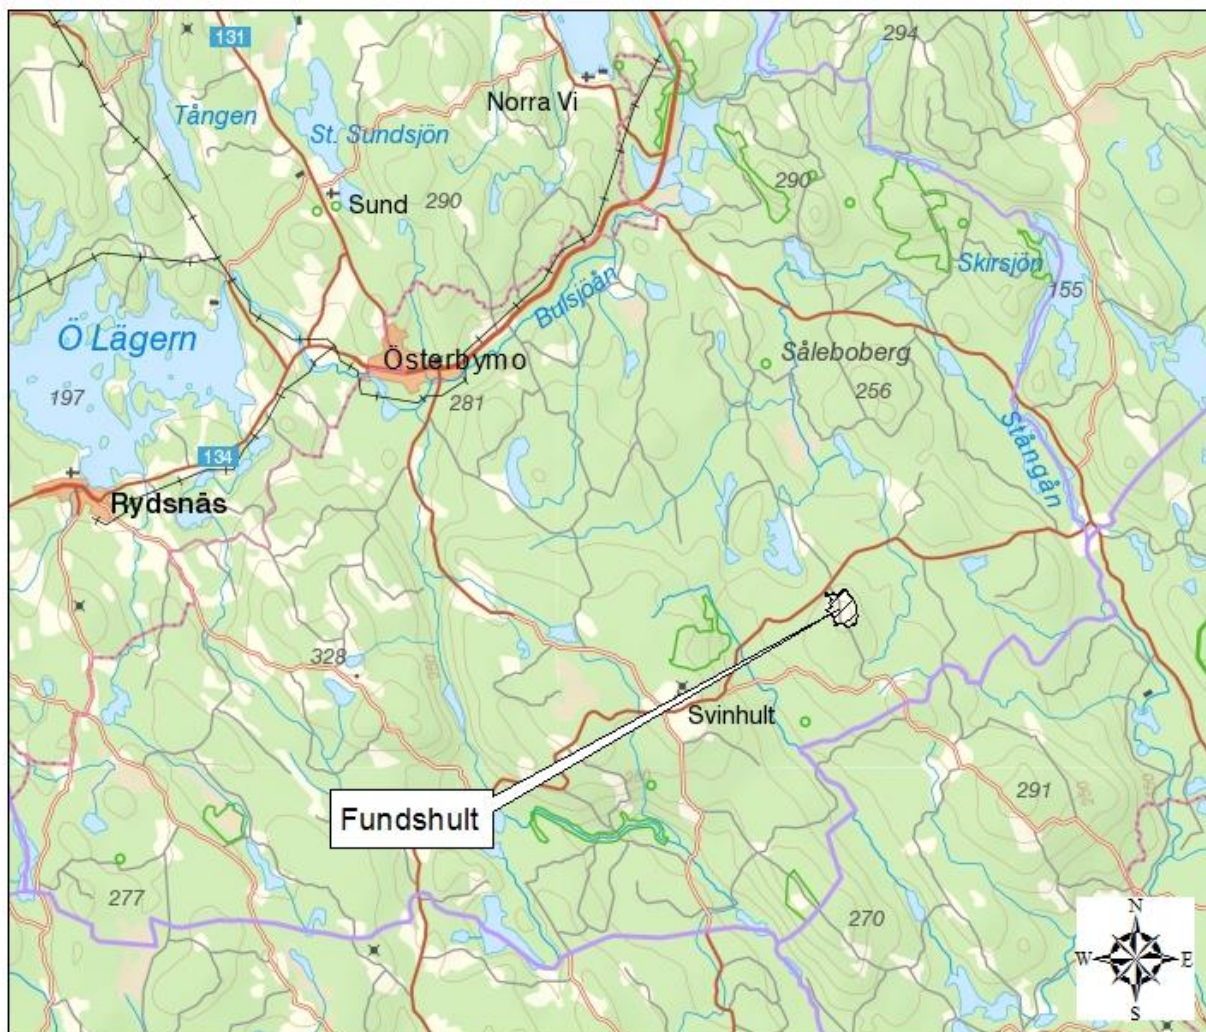 131
294
Norra Vi
Tången
St. Sundsjön
290
290
Sund
Skirsjön
155
Bulsjöån
Ö Lägern
Österbymo
Såleboberg
256
197
281
134
Stångån
Rydsnäs
328
Svinhult
291
Fundshult
277
270
N
W
E
S